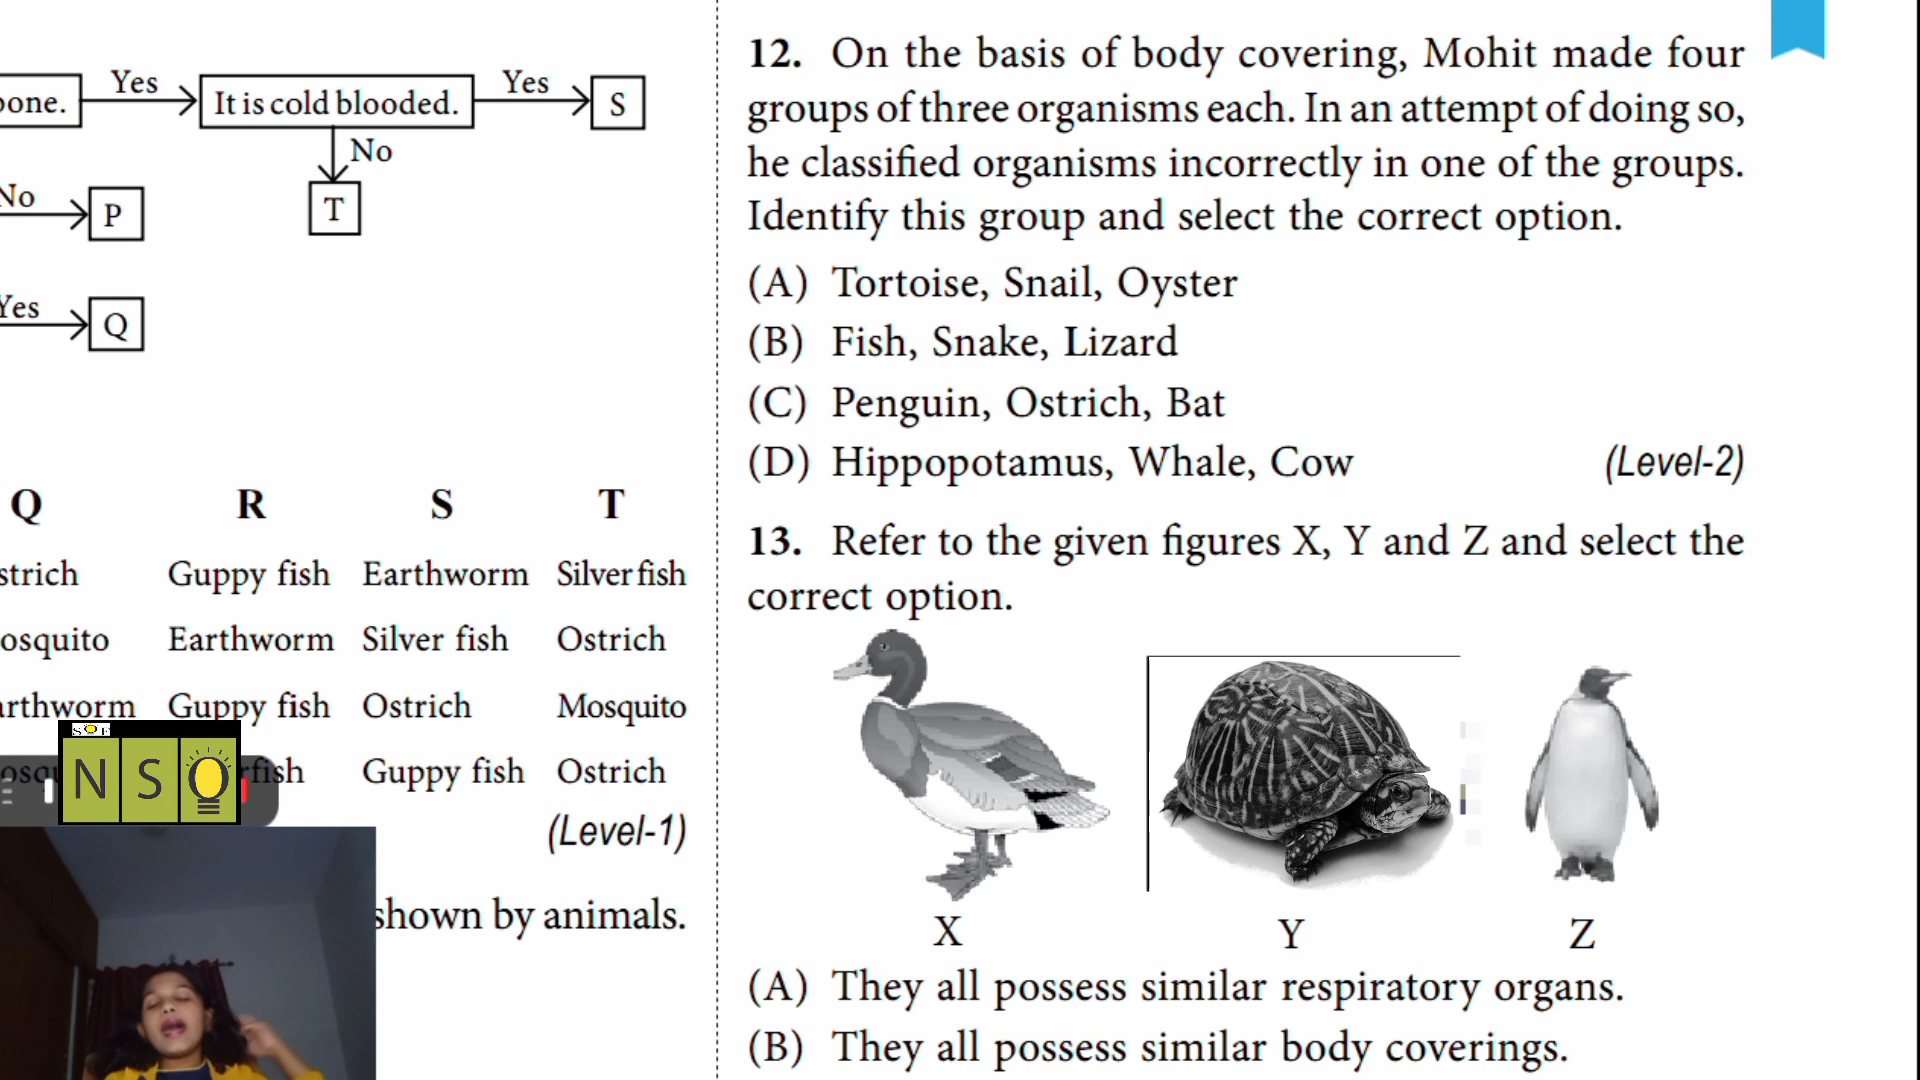 bone.
Yes
It is cold blooded.
Yes
S
No
T
No
P
Yes
Q
Q R S T
Guppy fish Earthworm Silver fish
Earthworm Silver fish Ostrich
Guppy fish Ostrich Mosquito
Guppy fish Ostrich
(Level-1)
shown by animals.
SOF
NSO
12. On the basis of body covering, Mohit made four
groups of three organisms each. In an attempt of doing so,
he classified organisms incorrectly in one of the groups.
Identify this group and select the correct option.
(A) Tortoise, Snail, Oyster
(B) Fish, Snake, Lizard
(C) Penguin, Ostrich, Bat
(D) Hippopotamus, Whale, Cow (Level-2)
13. Refer to the given figures X, Y and Z and select the
correct option.
X Y Z
(A) They all possess similar respiratory organs.
(B) They all possess similar body coverings.